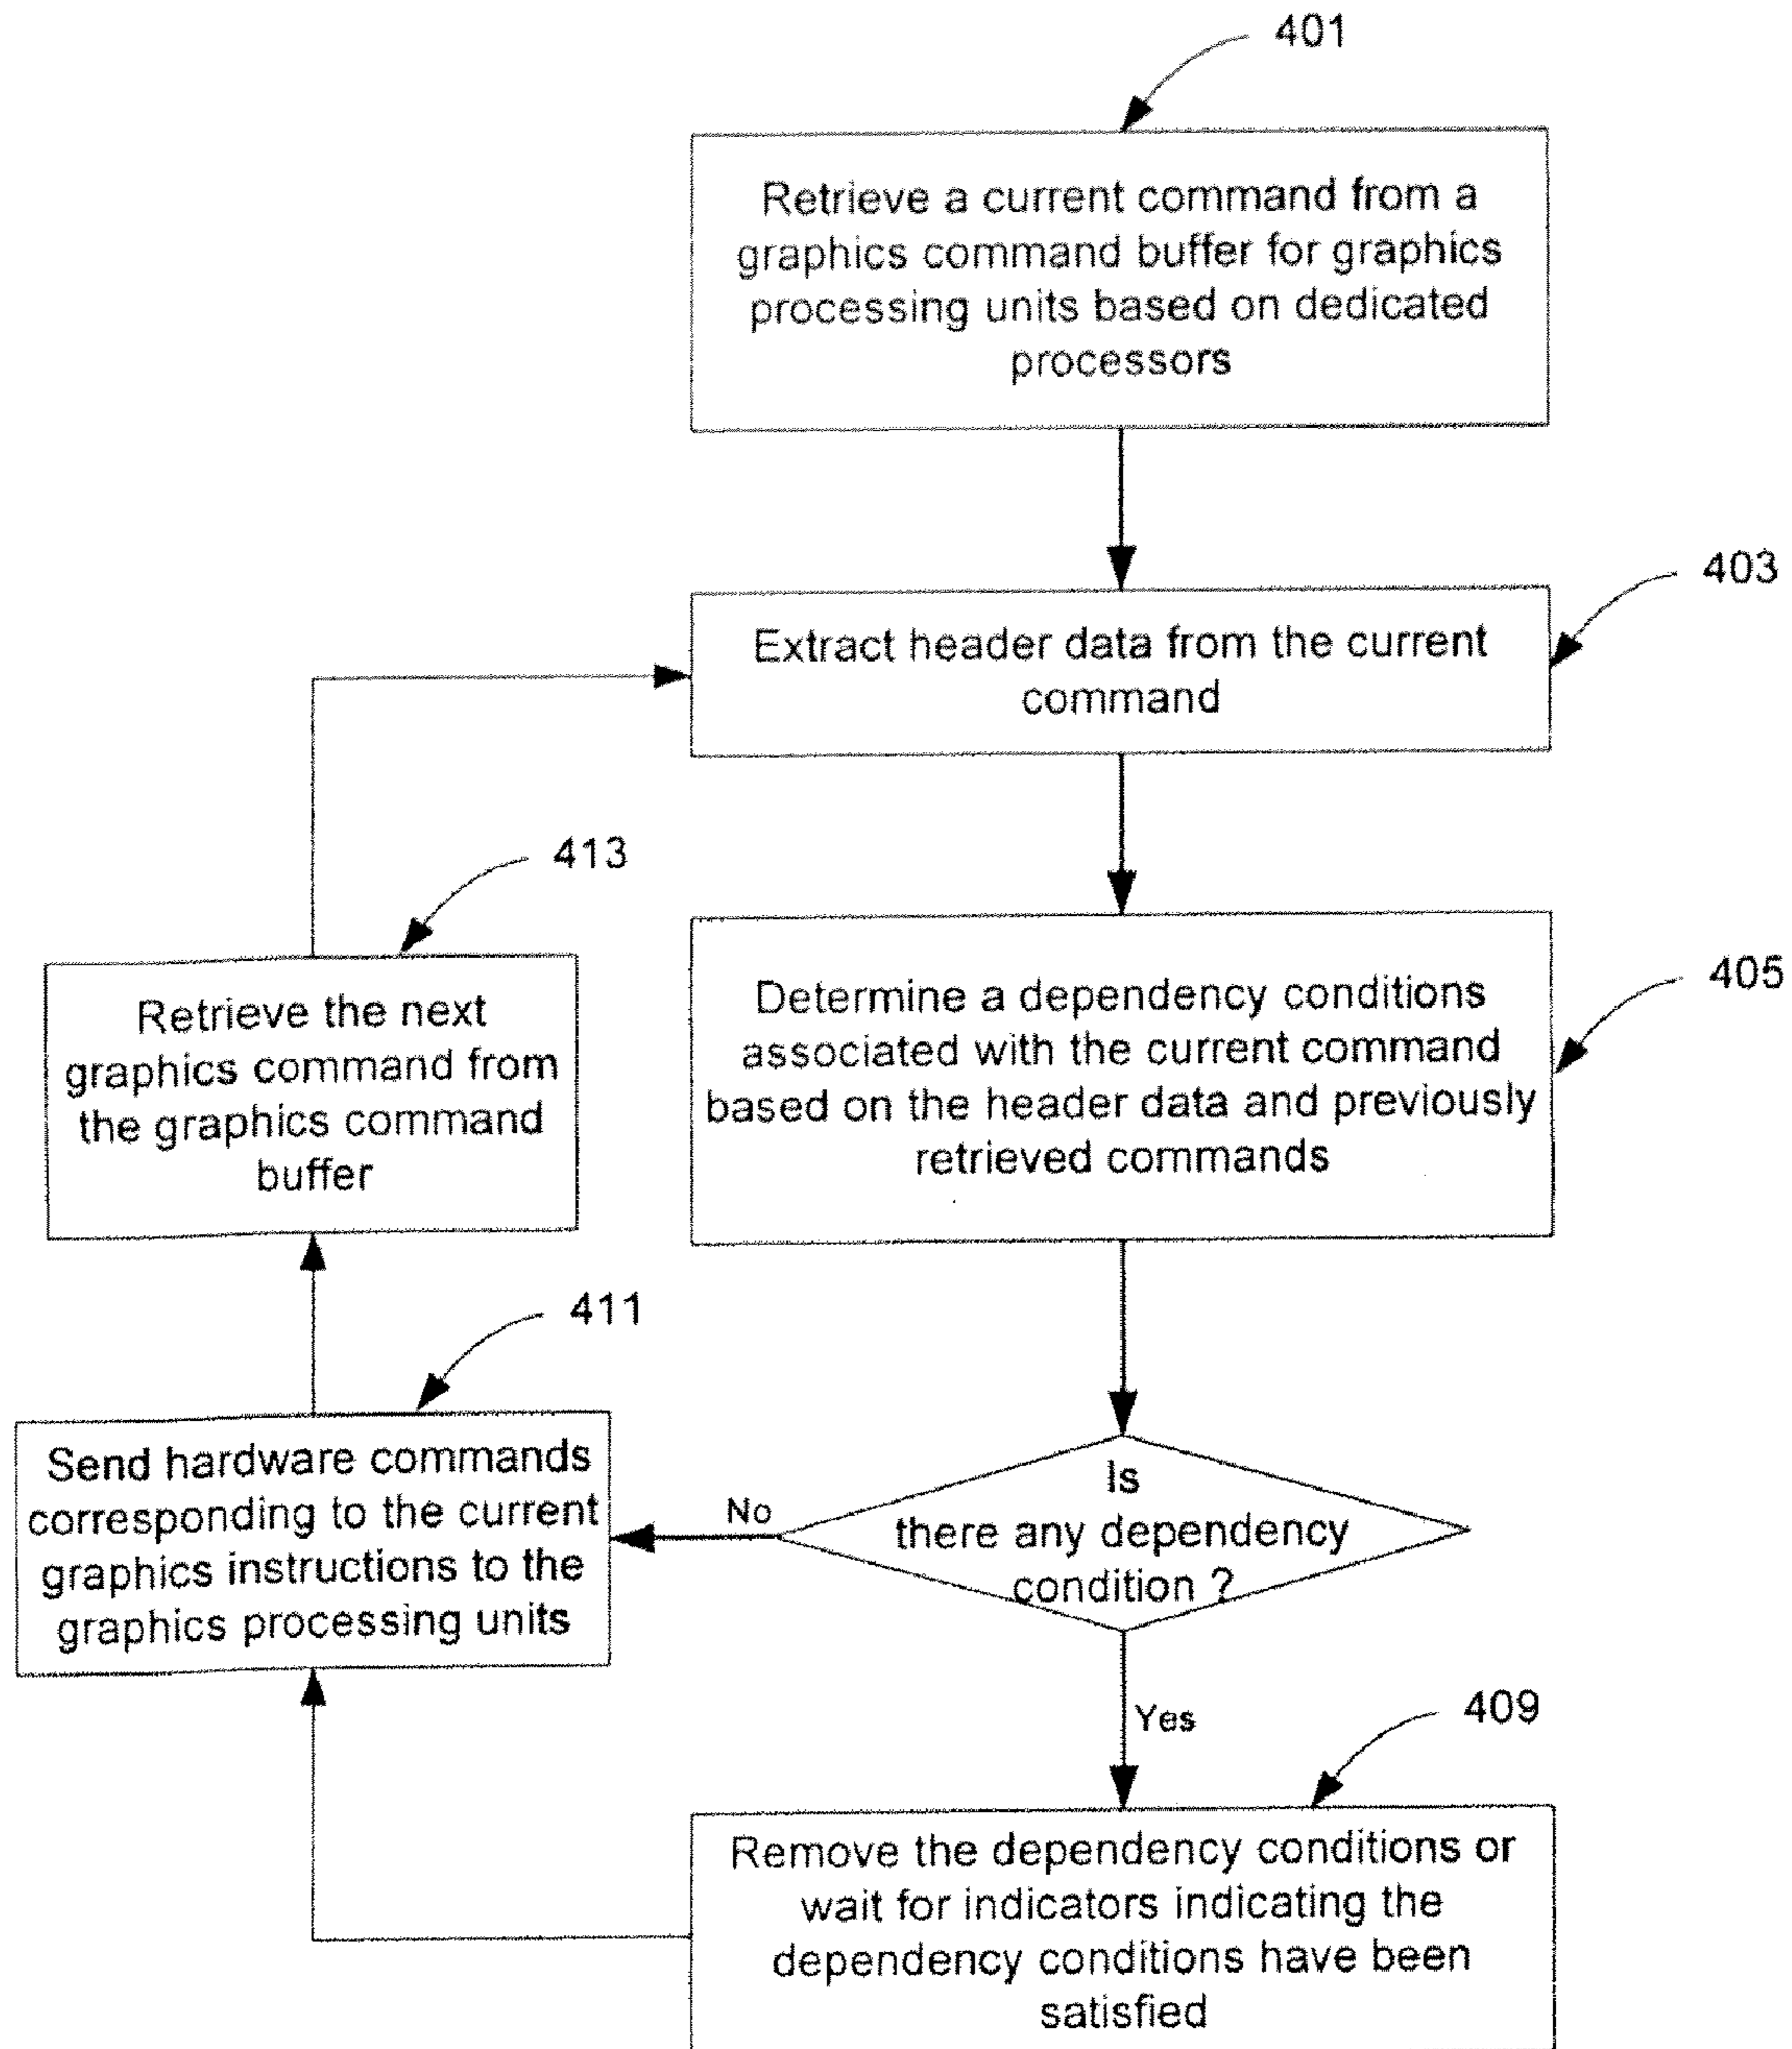 401
Retrieve a current command from a
graphics command buffer for graphics
processing units based on dedicated
processors
403
Extract header data from the current
command
413
Retrieve the next
graphics command from
the graphics command
buffer
405
Determine a dependency conditions
associated with the current command
based on the header data and previously
retrieved commands
411
Send hardware commands
corresponding to the current
graphics instructions to the
graphics processing units
No
Is
there any dependency
condition ?
Yes
409
Remove the dependency conditions or
wait for indicators indicating the
dependency conditions have been
satisfied